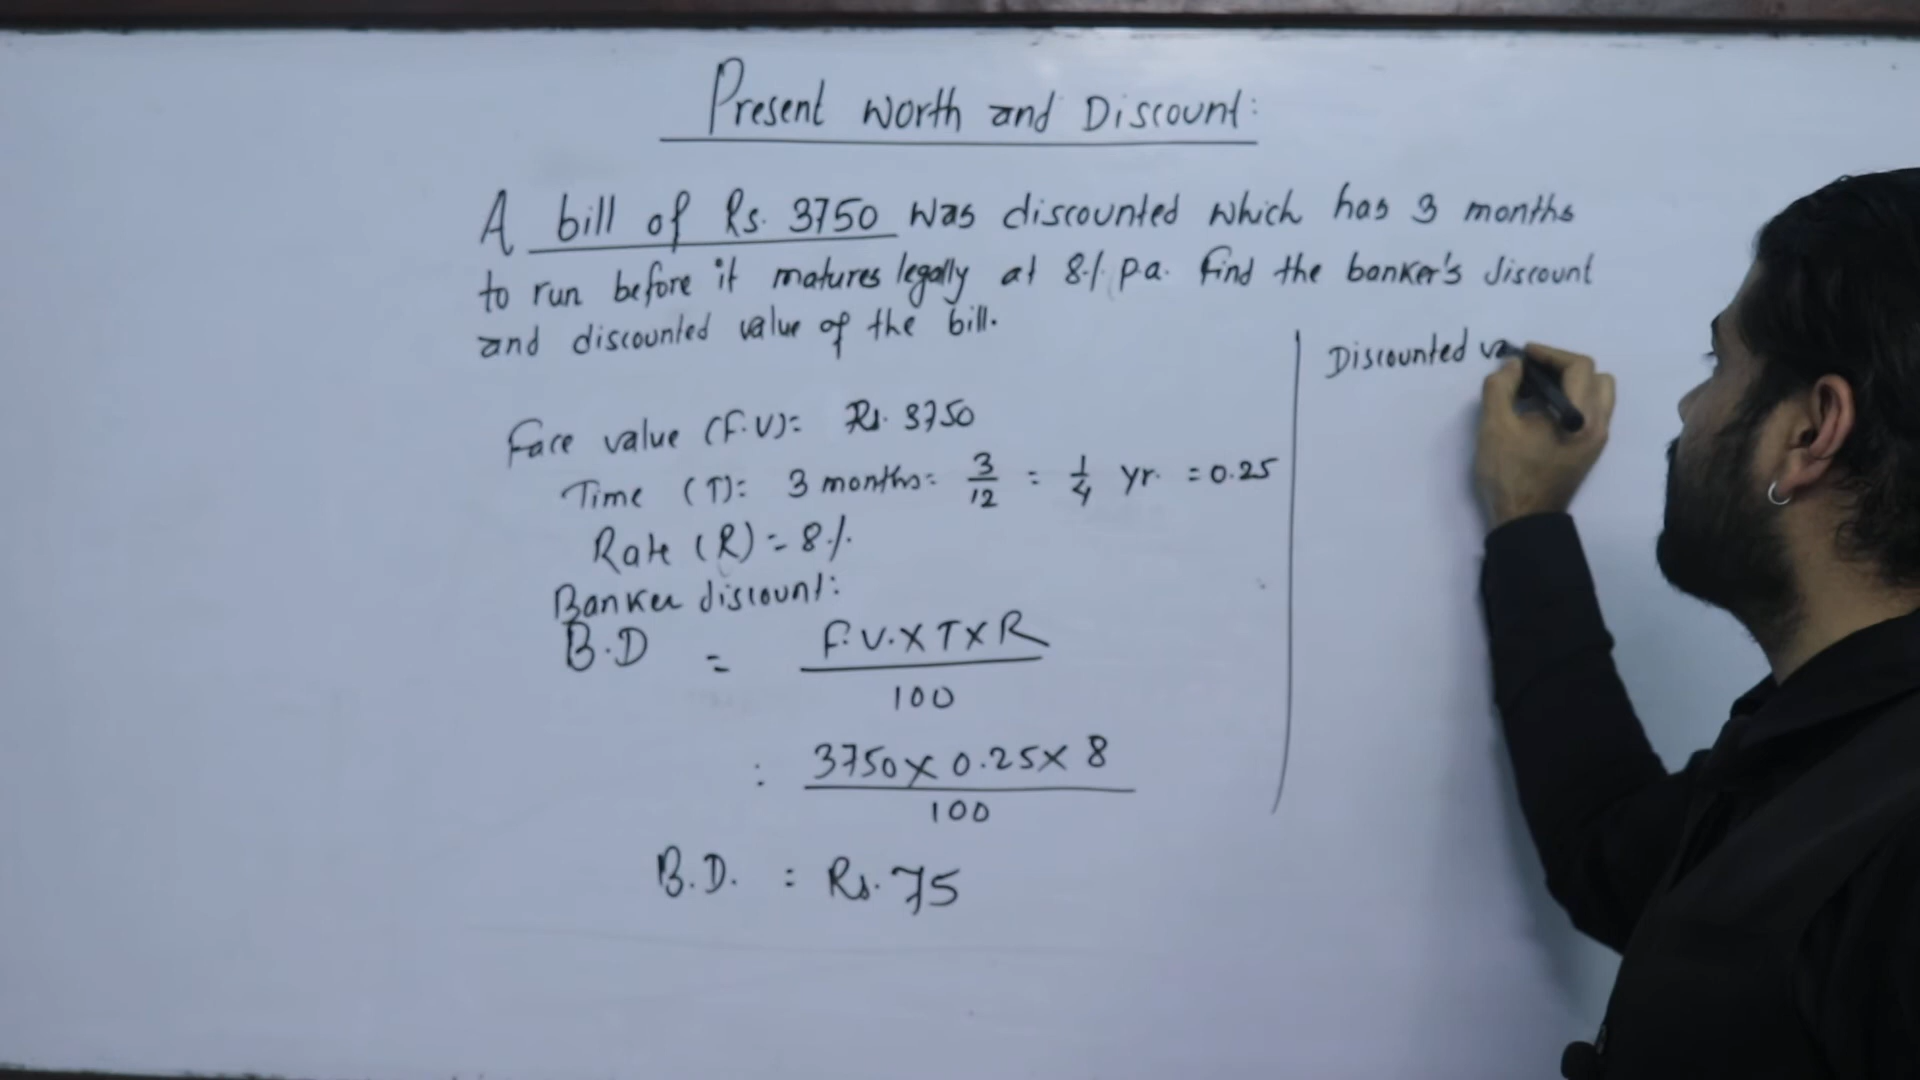 Present worth and Discount:
A bill of Rs. 3750 was discounted which has 3 months
to run before it matures legally at 8% p.a. find the banker's discount
and discounted value of the bill.
Face value (F.V)= Rs. 3750
Time (T)= 3 months= 3/12 = 1/4 yr. = 0.25
Rate (R) = 8%
Banker discount:
B.D = F.V. X T X R / 100
= 3750 X 0.25 X 8 / 100
B.D. = Rs. 75
Discounted va